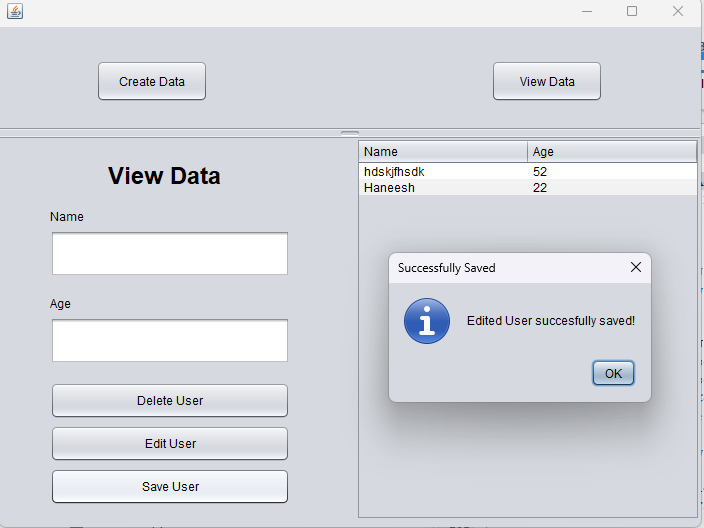 Create Data
View Data
View Data
Name
Age
Delete User
Edit User
Save User
Name Age
hdskjfhsdk 52
Haneesh 22
Successfully Saved
Edited User succesfully saved!
OK